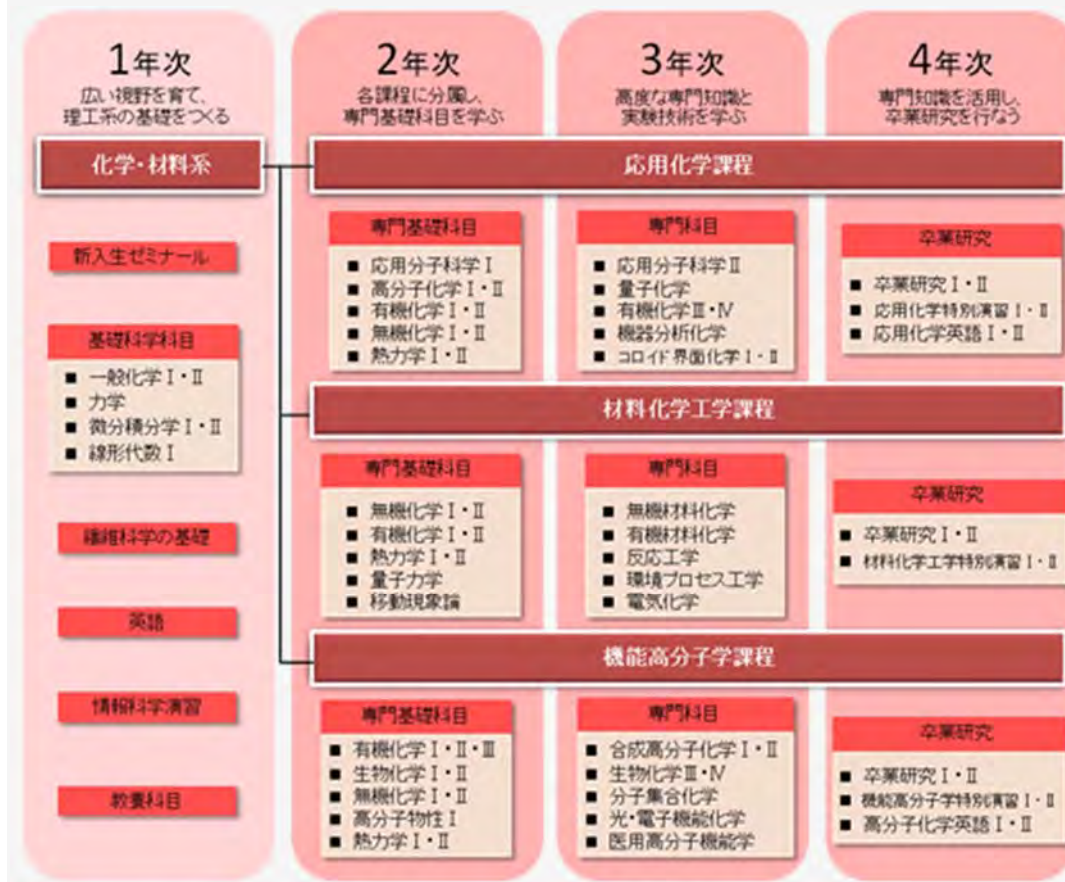 1年次
広い視野を育て、
理工系の基礎をつくる
2年次
各課程に分属し、
専門基礎科目を学ぶ
3年次
高度な専門知識と
実験技術を学ぶ
4年次
専門知識を活用し、
卒業研究を行なう
化学・材料系
新入生ゼミナール
基礎科学科目
■ 一般化学Ⅰ・Ⅱ
■ 力学
■ 微分積分学Ⅰ・Ⅱ
■ 線形代数Ⅰ
繊維科学の基礎
英語
情報科学演習
教養科目
応用化学課程
専門基礎科目
■ 応用分子科学Ⅰ
■ 高分子化学Ⅰ・Ⅱ
■ 有機化学Ⅰ・Ⅱ
■ 無機化学Ⅰ・Ⅱ
■ 熱力学Ⅰ・Ⅱ
専門科目
■ 応用分子科学Ⅱ
■ 量子化学
■ 有機化学Ⅲ・Ⅳ
■ 機器分析化学
■ コロイド界面化学Ⅰ・Ⅱ
卒業研究
■ 卒業研究Ⅰ・Ⅱ
■ 応用化学特別演習Ⅰ・Ⅱ
■ 応用化学英語Ⅰ・Ⅱ
材料化学工学課程
専門基礎科目
■ 無機化学Ⅰ・Ⅱ
■ 有機化学Ⅰ・Ⅱ
■ 熱力学Ⅰ・Ⅱ
■ 量子力学
■ 移動現象論
専門科目
■ 無機材料化学
■ 有機材料化学
■ 反応工学
■ 環境プロセス工学
■ 電気化学
卒業研究
■ 卒業研究Ⅰ・Ⅱ
■ 材料化学工学特別演習Ⅰ・Ⅱ
機能高分子学課程
専門基礎科目
■ 有機化学Ⅰ・Ⅱ・Ⅲ
■ 生物化学Ⅰ・Ⅱ
■ 無機化学Ⅰ・Ⅱ
■ 高分子物性Ⅰ
■ 熱力学Ⅰ・Ⅱ
専門科目
■ 合成高分子化学Ⅰ・Ⅱ
■ 生物化学Ⅲ・Ⅳ
■ 分子集合化学
■ 光・電子機能化学
■ 医用高分子機能学
卒業研究
■ 卒業研究Ⅰ・Ⅱ
■ 機能高分子学特別演習Ⅰ・Ⅱ
■ 高分子化学英語Ⅰ・Ⅱ